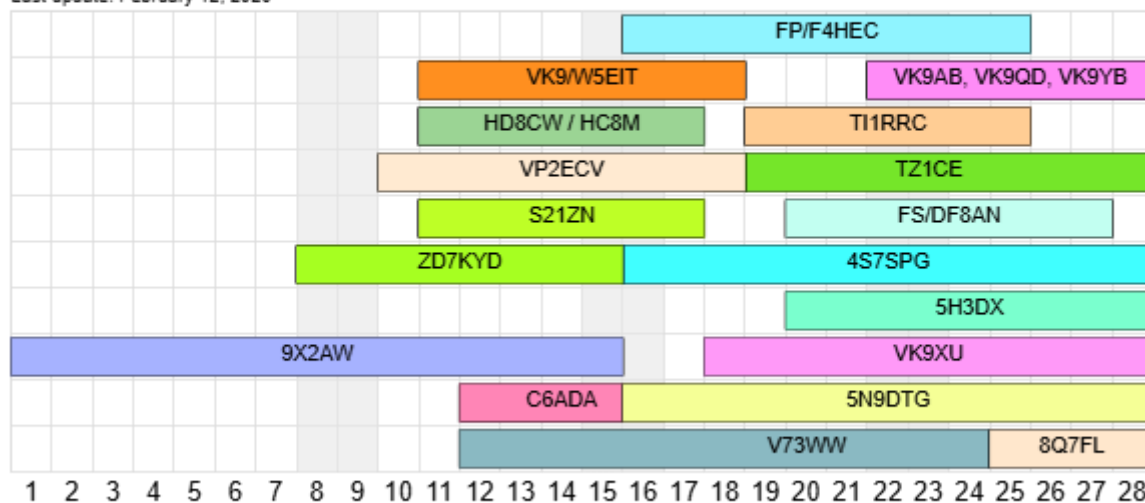 FP/F4HEC
VK9/W5EIT VK9AB, VK9QD, VK9YB
HD8CW / HC8M TI1RRC
VP2ECV TZ1CE
S21ZN FS/DF8AN
ZD7KYD 4S7SPG
5H3DX
9X2AW VK9XU
C6ADA 5N9DTG
V73WW 8Q7FL
1 2 3 4 5 6 7 8 9 10 11 12 13 14 15 16 17 18 19 20 21 22 23 24 25 26 27 28